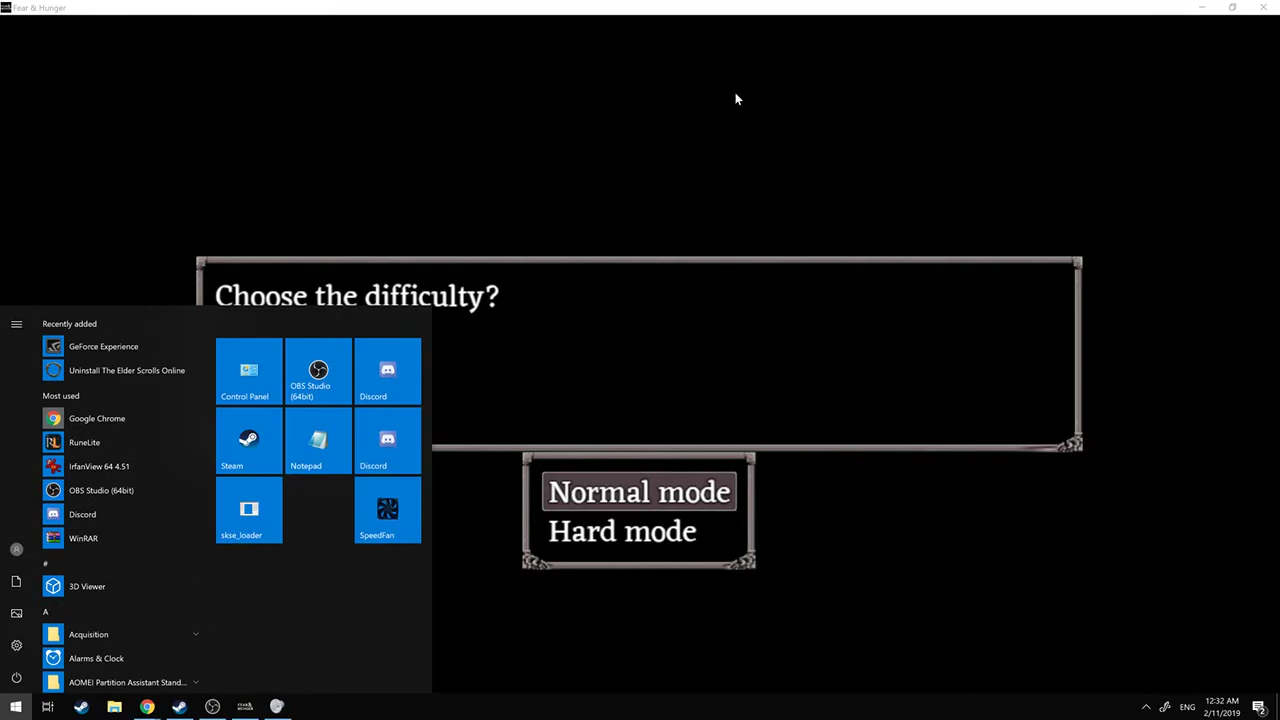 Fear & Hunger
Choose the difficulty?
Normal mode
Hard mode
Recently added
GeForce Experience
Uninstall The Elder Scrolls Online
Most used
Google Chrome
RuneLite
IrfanView 64 4.51
OBS Studio (64bit)
Discord
WinRAR
#
3D Viewer
A
Acquisition
Alarms & Clock
AOMEI Partition Assistant Stand...
Control Panel
OBS Studio
(64bit)
Discord
Steam
Notepad
Discord
skse_loader
SpeedFan
FEAR&
HUNGER
ENG
12:32 AM
2/11/2019
2